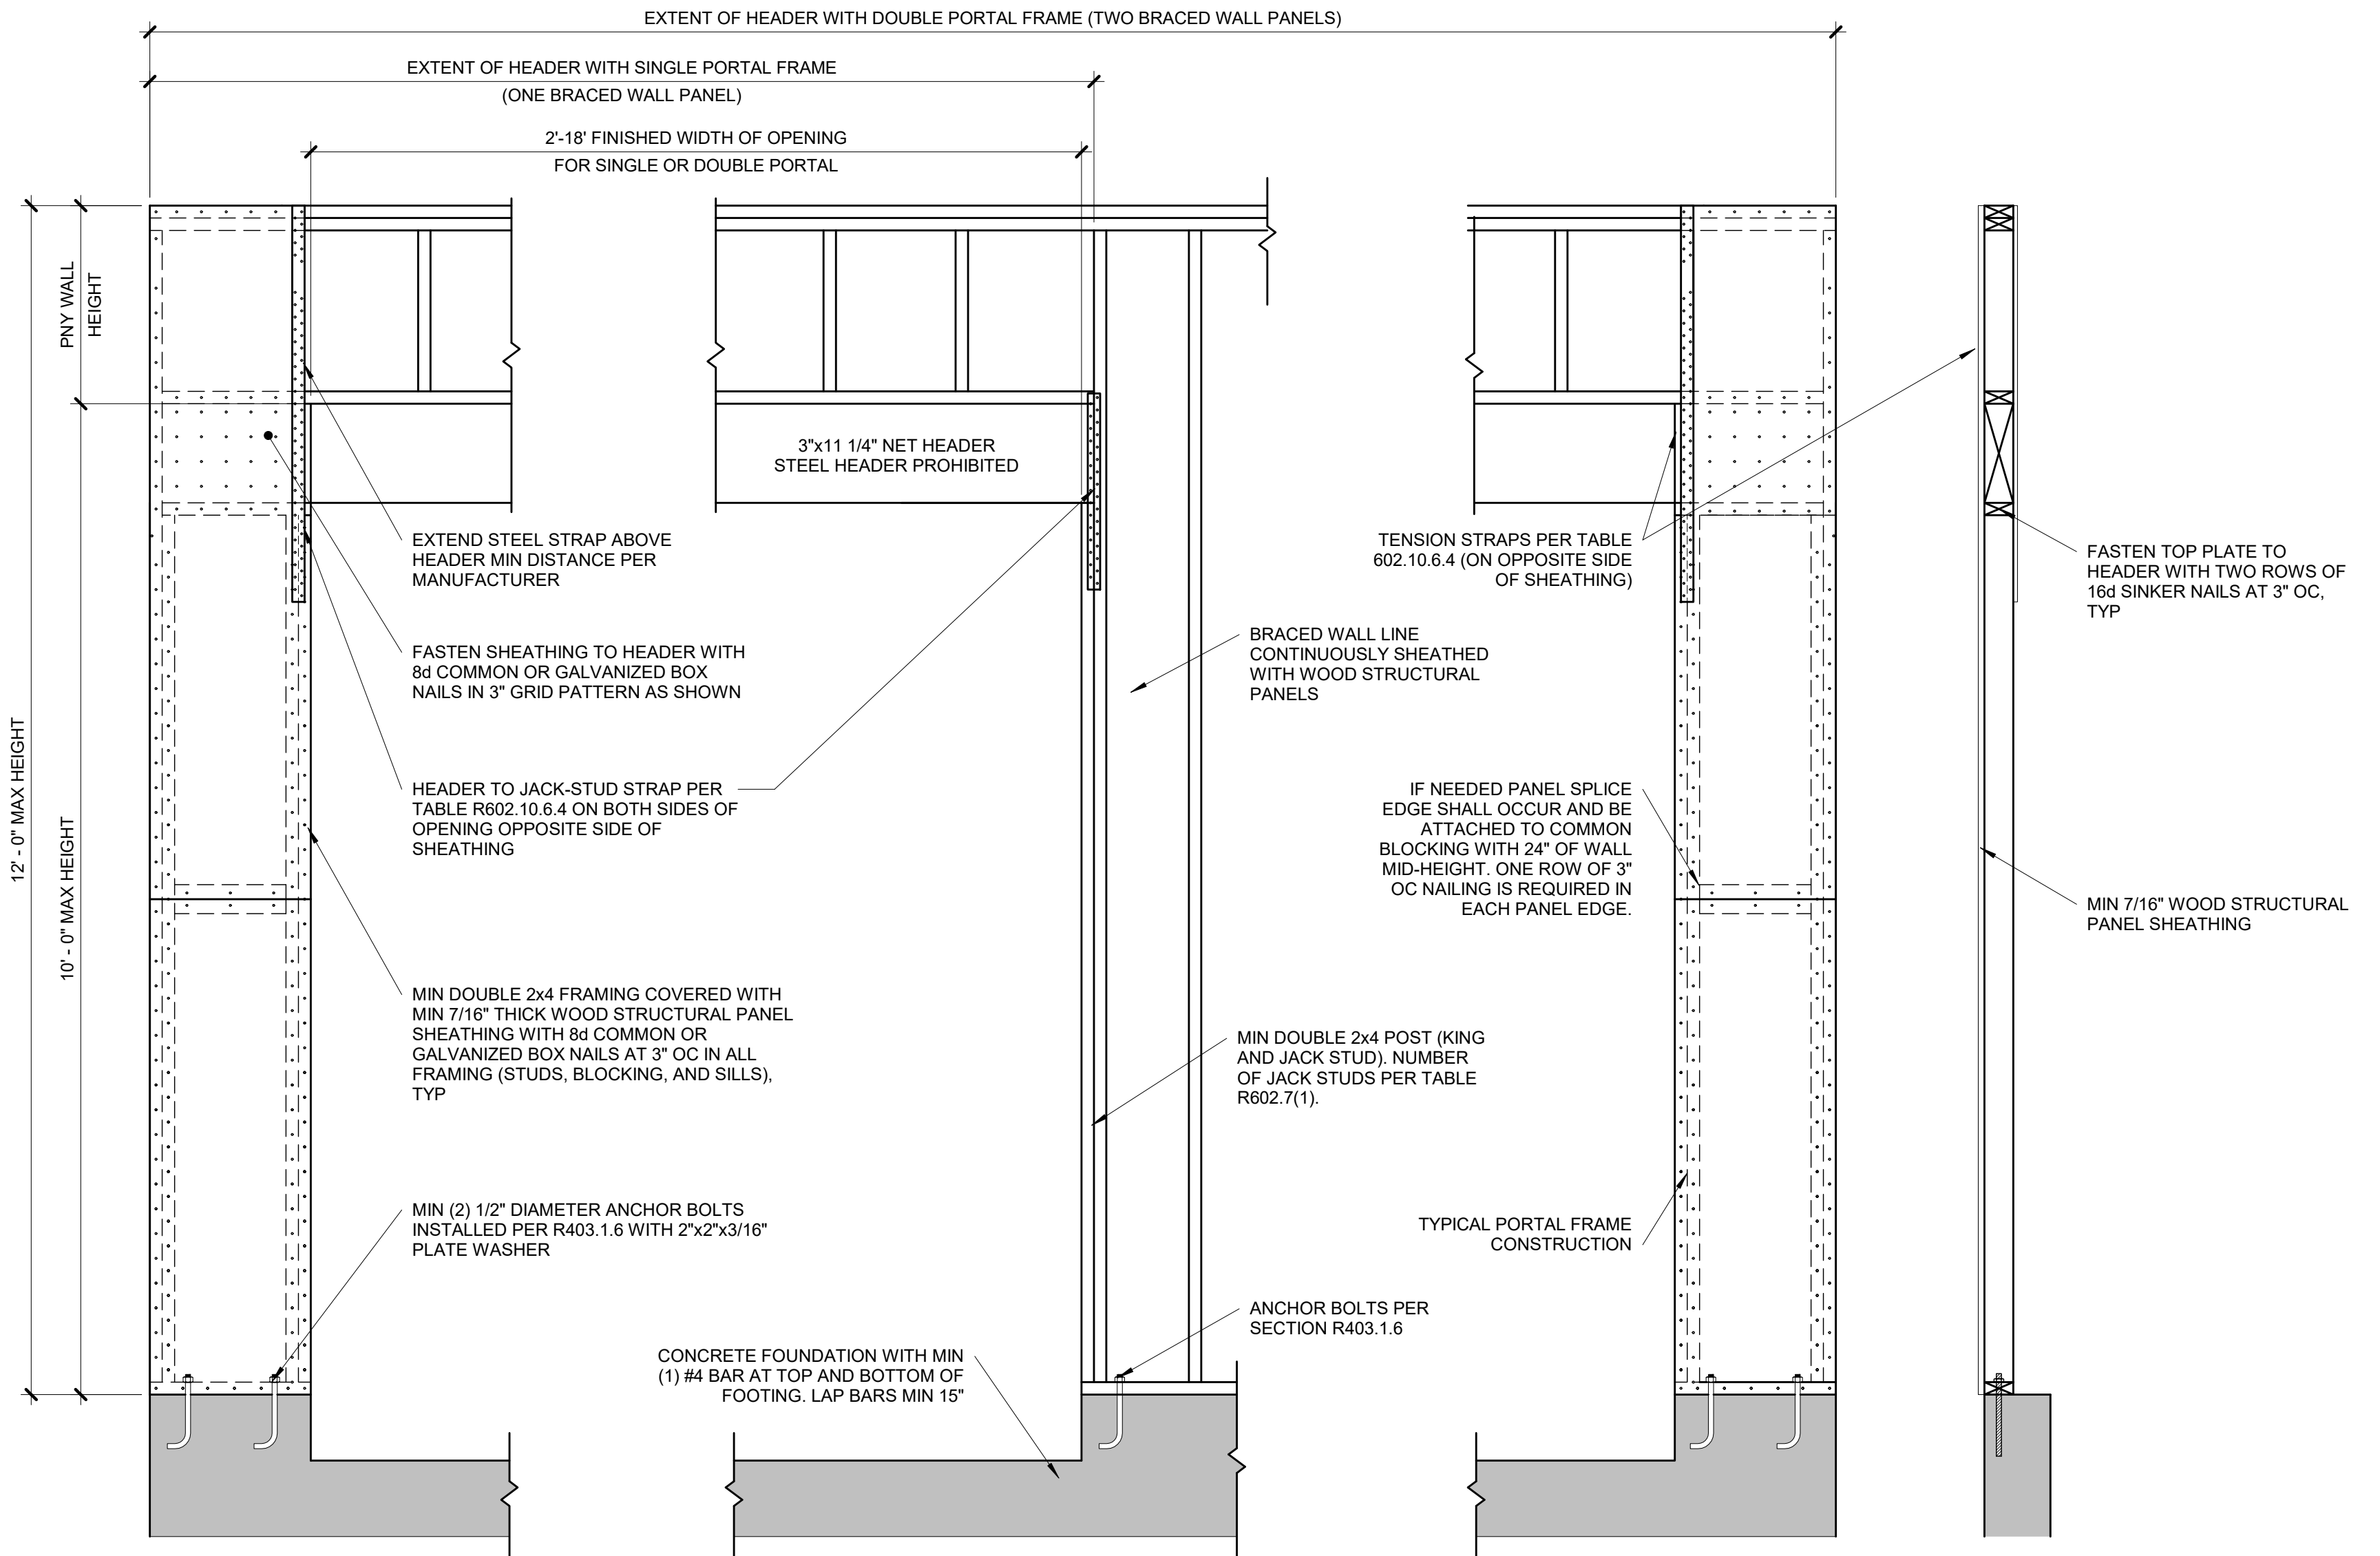 EXTENT OF HEADER WITH DOUBLE PORTAL FRAME (TWO BRACED WALL PANELS)
EXTENT OF HEADER WITH SINGLE PORTAL FRAME
(ONE BRACED WALL PANEL)
2'-18' FINISHED WIDTH OF OPENING
FOR SINGLE OR DOUBLE PORTAL
PNY WALL
HEIGHT
12' - 0" MAX HEIGHT
10' - 0" MAX HEIGHT
3"x11 1/4" NET HEADER
STEEL HEADER PROHIBITED
EXTEND STEEL STRAP ABOVE
HEADER MIN DISTANCE PER
MANUFACTURER
FASTEN SHEATHING TO HEADER WITH
8d COMMON OR GALVANIZED BOX
NAILS IN 3" GRID PATTERN AS SHOWN
HEADER TO JACK-STUD STRAP PER
TABLE R602.10.6.4 ON BOTH SIDES OF
OPENING OPPOSITE SIDE OF
SHEATHING
MIN DOUBLE 2x4 FRAMING COVERED WITH
MIN 7/16" THICK WOOD STRUCTURAL PANEL
SHEATHING WITH 8d COMMON OR
GALVANIZED BOX NAILS AT 3" OC IN ALL
FRAMING (STUDS, BLOCKING, AND SILLS),
TYP
MIN (2) 1/2" DIAMETER ANCHOR BOLTS
INSTALLED PER R403.1.6 WITH 2"x2"x3/16"
PLATE WASHER
CONCRETE FOUNDATION WITH MIN
(1) #4 BAR AT TOP AND BOTTOM OF
FOOTING. LAP BARS MIN 15"
BRACED WALL LINE
CONTINUOUSLY SHEATHED
WITH WOOD STRUCTURAL
PANELS
MIN DOUBLE 2x4 POST (KING
AND JACK STUD). NUMBER
OF JACK STUDS PER TABLE
R602.7(1).
ANCHOR BOLTS PER
SECTION R403.1.6
TENSION STRAPS PER TABLE
602.10.6.4 (ON OPPOSITE SIDE
OF SHEATHING)
IF NEEDED PANEL SPLICE
EDGE SHALL OCCUR AND BE
ATTACHED TO COMMON
BLOCKING WITH 24" OF WALL
MID-HEIGHT. ONE ROW OF 3"
OC NAILING IS REQUIRED IN
EACH PANEL EDGE.
TYPICAL PORTAL FRAME
CONSTRUCTION
FASTEN TOP PLATE TO
HEADER WITH TWO ROWS OF
16d SINKER NAILS AT 3" OC,
TYP
MIN 7/16" WOOD STRUCTURAL
PANEL SHEATHING